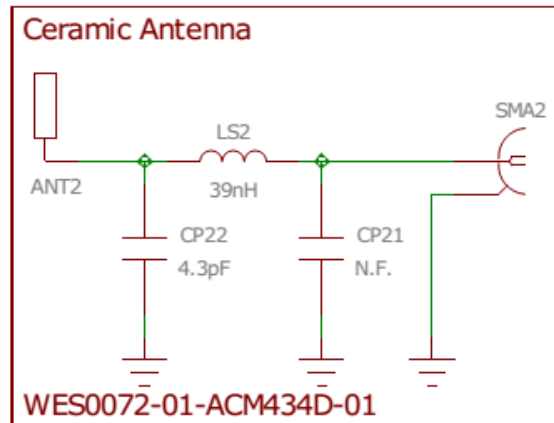 Ceramic Antenna
SMA2
LS2
ANT2
39nH
CP22
4.3pF
CP21
N.F.
WES0072-01-ACM434D-01